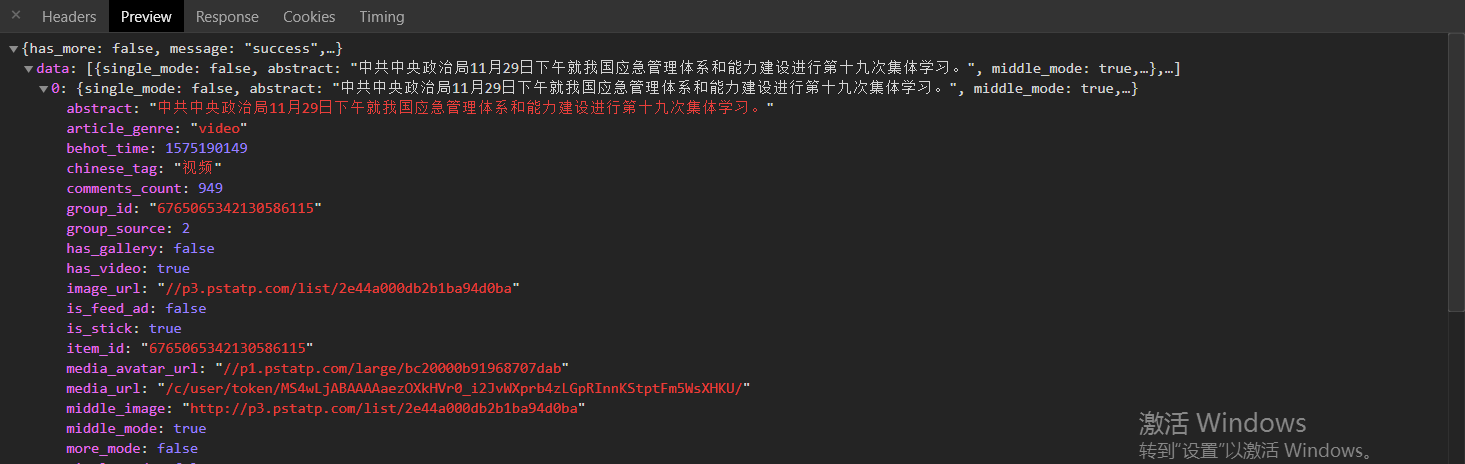 × Headers Preview Response Cookies Timing
▼{has_more: false, message: "success",…}
▼data: [{single_mode: false, abstract: "中共中央政治局11月29日下午就我国应急管理体系和能力建设进行第十九次集体学习。", middle_mode: true,…},…]
▼0: {single_mode: false, abstract: "中共中央政治局11月29日下午就我国应急管理体系和能力建设进行第十九次集体学习。", middle_mode: true,…}
abstract: "中共中央政治局11月29日下午就我国应急管理体系和能力建设进行第十九次集体学习。"
article_genre: "video"
behot_time: 1575190149
chinese_tag: "视频"
comments_count: 949
group_id: "6765065342130586115"
group_source: 2
has_gallery: false
has_video: true
image_url: "//p3.pstatp.com/list/2e44a000db2b1ba94d0ba"
is_feed_ad: false
is_stick: true
item_id: "6765065342130586115"
media_avatar_url: "//p1.pstatp.com/large/bc20000b91968707dab"
media_url: "/c/user/token/MS4wLjABAAAAaezOXkHVr0_i2JvWXprb4zLGpRInnKStptFm5WsXHKU/"
middle_image: "http://p3.pstatp.com/list/2e44a000db2b1ba94d0ba"
middle_mode: true
more_mode: false
激活 Windows
转到"设置"以激活 Windows。